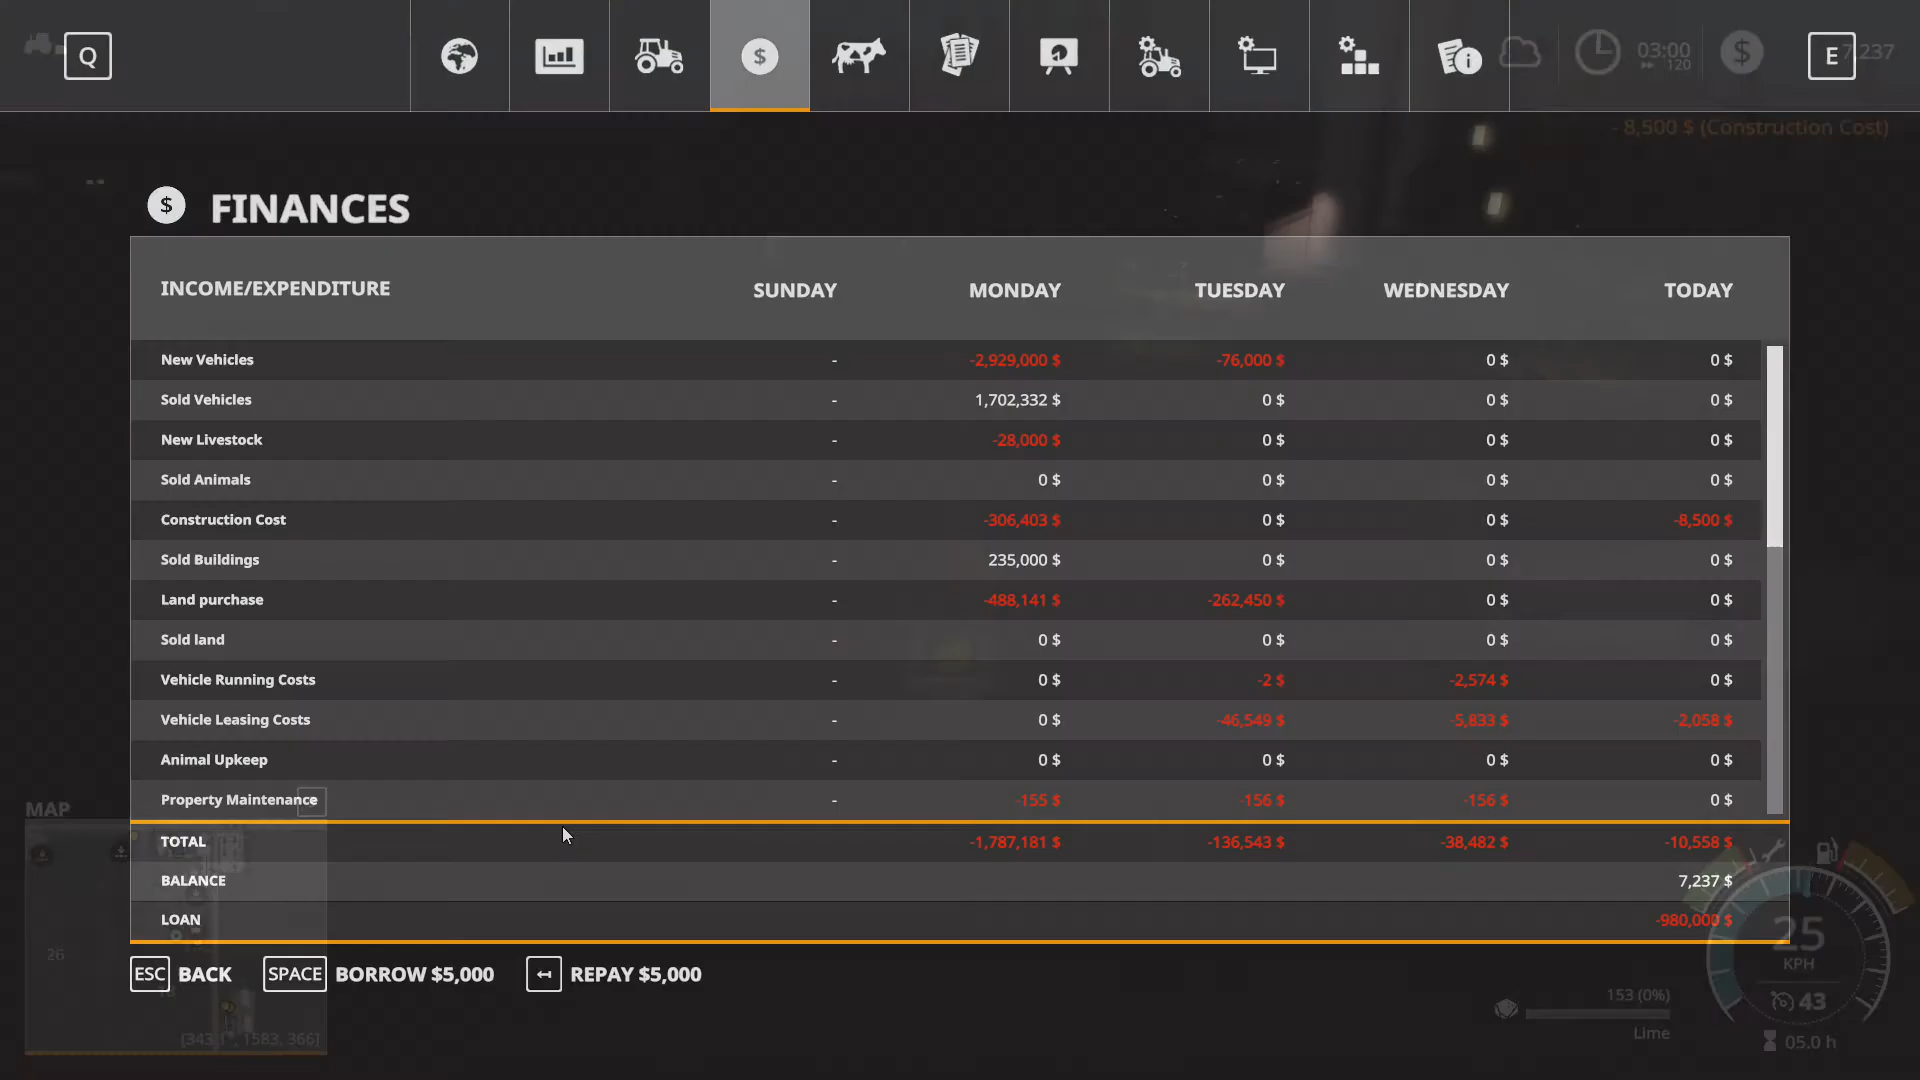 Q
03:00
120
E
7,237
- 8,500 $ (Construction Cost)
$ FINANCES
INCOME/EXPENDITURE SUNDAY MONDAY TUESDAY WEDNESDAY TODAY
New Vehicles - -2,929,000 $ -76,000 $ 0 $ 0 $
Sold Vehicles - 1,702,332 $ 0 $ 0 $ 0 $
New Livestock - -28,000 $ 0 $ 0 $ 0 $
Sold Animals - 0 $ 0 $ 0 $ 0 $
Construction Cost - -306,403 $ 0 $ 0 $ -8,500 $
Sold Buildings - 235,000 $ 0 $ 0 $ 0 $
Land purchase - -488,141 $ -262,450 $ 0 $ 0 $
Sold land - 0 $ 0 $ 0 $ 0 $
Vehicle Running Costs - 0 $ -2 $ -2,574 $ 0 $
Vehicle Leasing Costs - 0 $ -46,549 $ -5,833 $ -2,058 $
Animal Upkeep - 0 $ 0 $ 0 $ 0 $
Property Maintenance - -155 $ -156 $ -156 $ 0 $
MAP
TOTAL -1,787,181 $ -136,543 $ -38,482 $ -10,558 $
BALANCE 7,237 $
LOAN -980,000 $
26
25
KPH
43
05.0 h
ESC BACK SPACE BORROW $5,000 REPAY $5,000
153 (0%)
Lime